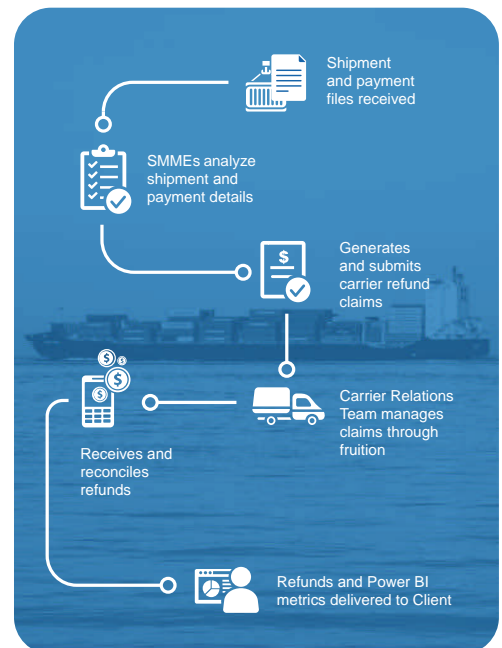 Shipment
and payment
files received
SMMEs analyze
shipment and
payment details
$
Generates
and submits
carrier refund
claims
$
$
$
$
Carrier Relations
Team manages
claims through
fruition
Receives and
reconciles
refunds
Refunds and Power BI
metrics delivered to Client